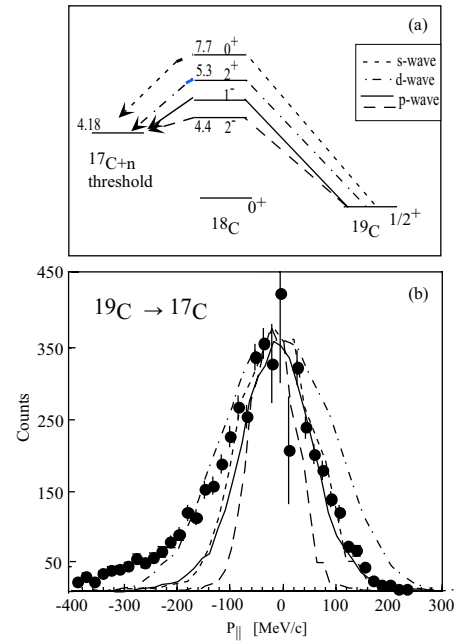 (a)
7.7 0+
5.3 2+
1-
4.4 2-
4.18
17C+n
threshold
0+
18C
19C 1/2+
s-wave
d-wave
p-wave
(b)
19C → 17C
450
350
250
150
50
Counts
-400 -300 -200 -100 0 100 200 300
P|| [MeV/c]